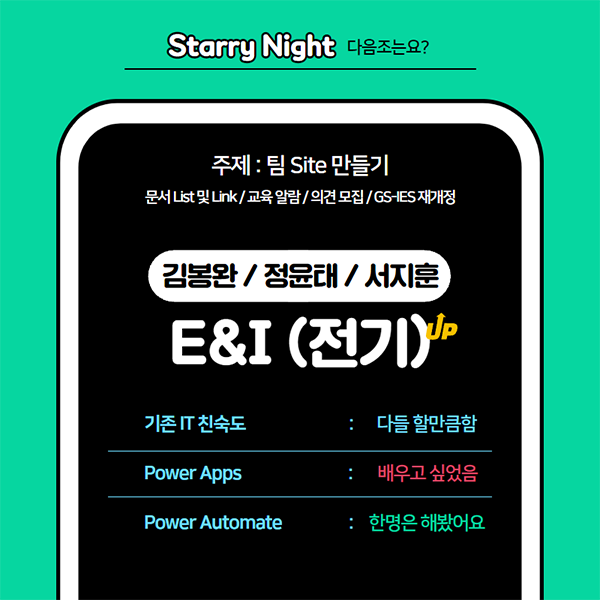 Starry Night 다음조는요?
주제 : 팀 Site 만들기
문서 List 및 Link / 교육 알람 / 의견 모집 / GS-IES 재개정
김봉완 / 정윤태 / 서지훈
E&I (전기) UP
기존 IT 친숙도 : 다들 할만큼함
Power Apps : 배우고 싶었음
Power Automate : 한명은 해봤어요